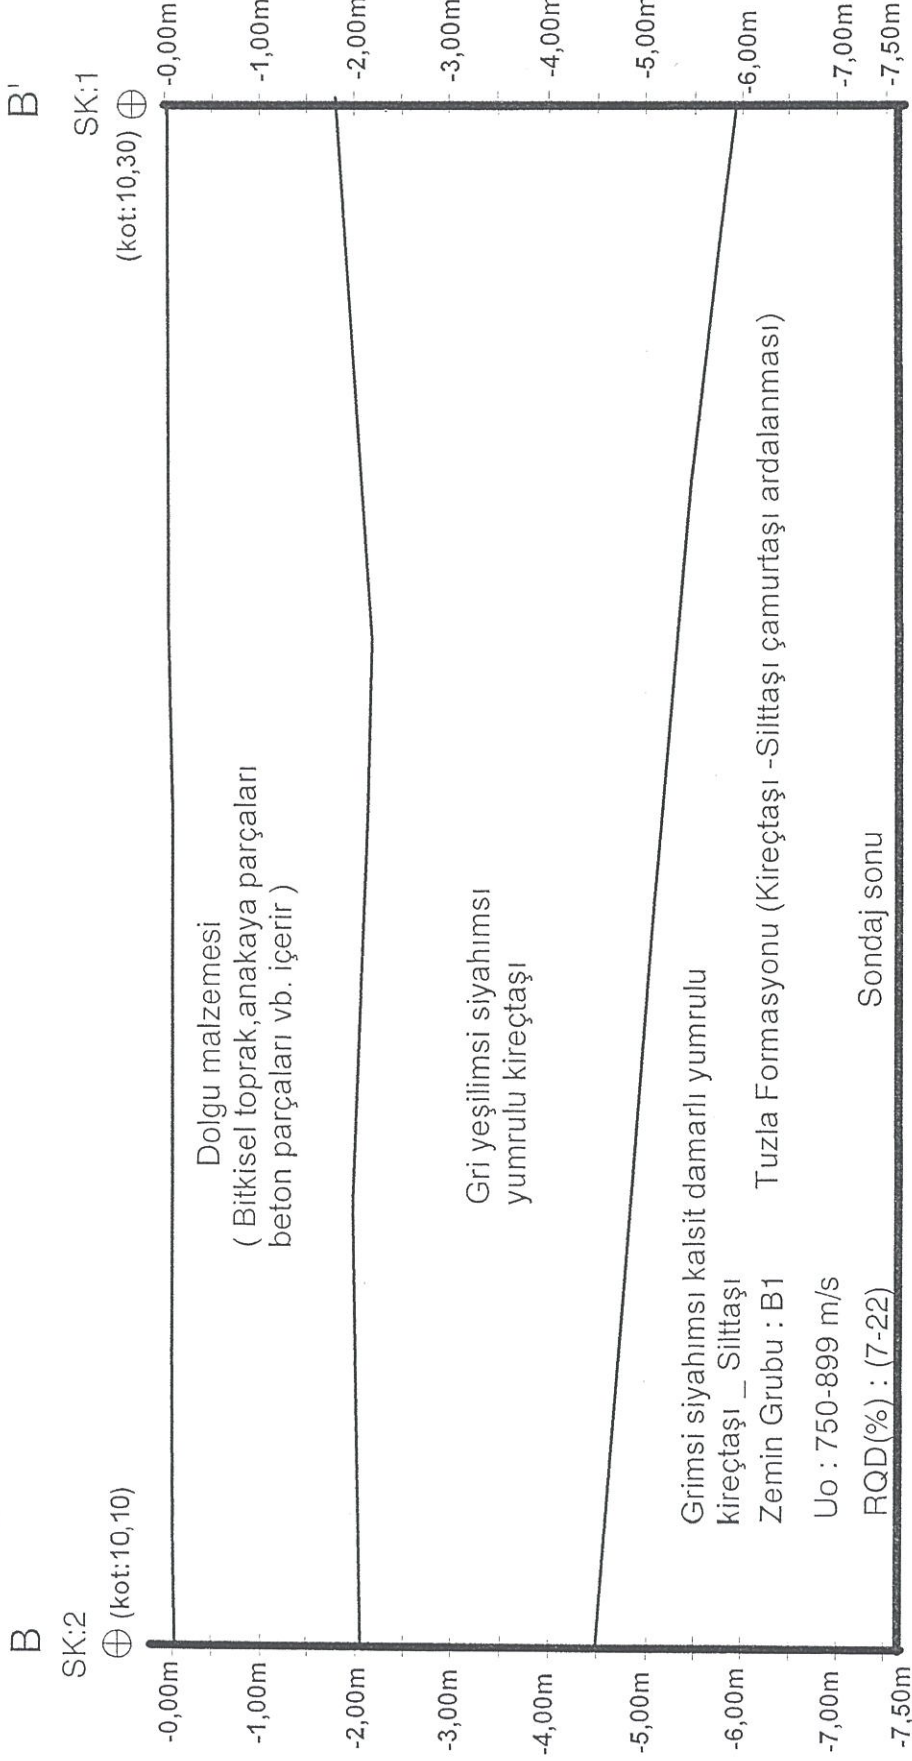 B
B'
SK:2
SK:1
(kot:10,10)
(kot:10,30)
-0,00m
-1,00m
-2,00m
-3,00m
-4,00m
-5,00m
-6,00m
-7,00m
-7,50m
Dolgu malzemesi
( Bitkisel toprak,anakaya parçaları
beton parçaları vb. içerir )
Gri yeşilimsi siyahımsı
yumrulu kireçtaşı
Grimsi siyahımsı kalsit damarlı yumrulu
kireçtaşı _ Silttaşı
Zemin Grubu : B1
Tuzla Formasyonu (Kireçtaşı -Silttaşı çamurtaşı ardalanması)
Uo : 750-899 m/s
RQD(%) : (7-22)
Sondaj sonu
-0,00m
-1,00m
-2,00m
-3,00m
-4,00m
-5,00m
-6,00m
-7,00m
-7,50m